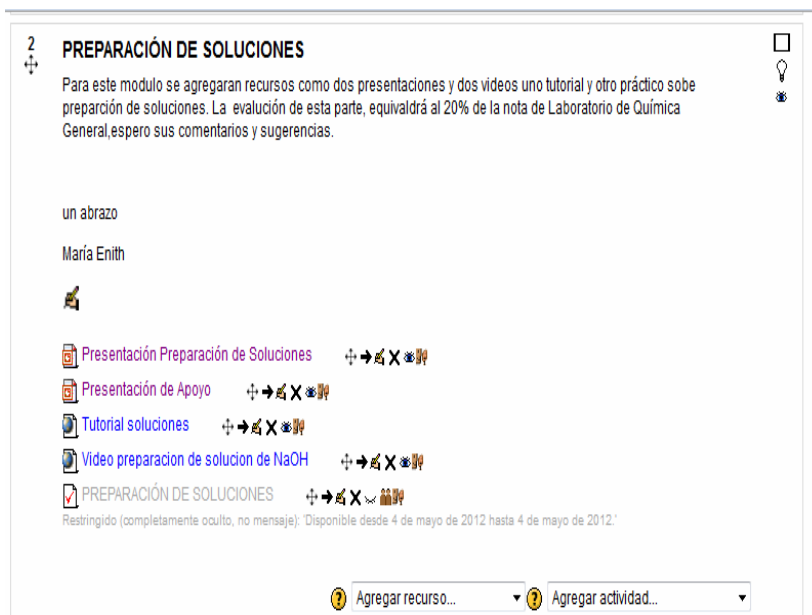 2
PREPARACIÓN DE SOLUCIONES
Para este modulo se agregaran recursos como dos presentaciones y dos videos uno tutorial y otro práctico sobe
preparción de soluciones. La evalución de esta parte, equivaldrá al 20% de la nota de Laboratorio de Química
General,espero sus comentarios y sugerencias.
un abrazo
María Enith
Presentación Preparación de Soluciones
Presentación de Apoyo
Tutorial soluciones
Video preparacion de solucion de NaOH
PREPARACIÓN DE SOLUCIONES
Restringido (completamente oculto, no mensaje): 'Disponible desde 4 de mayo de 2012 hasta 4 de mayo de 2012.'
Agregar recurso... Agregar actividad...